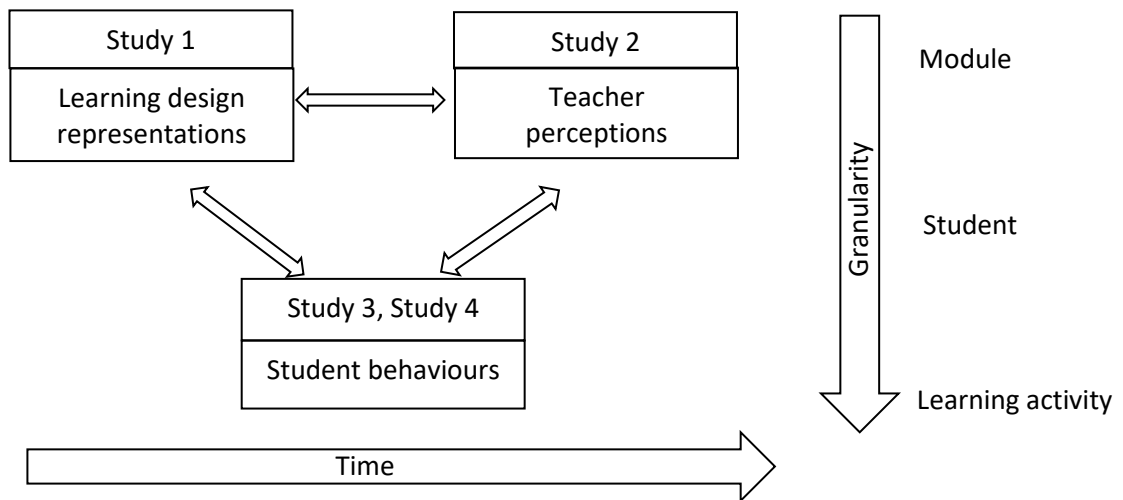 Study 1
Learning design
representations
Study 2
Teacher
perceptions
Study 3, Study 4
Student behaviours
Time
Granularity
Module
Student
Learning activity